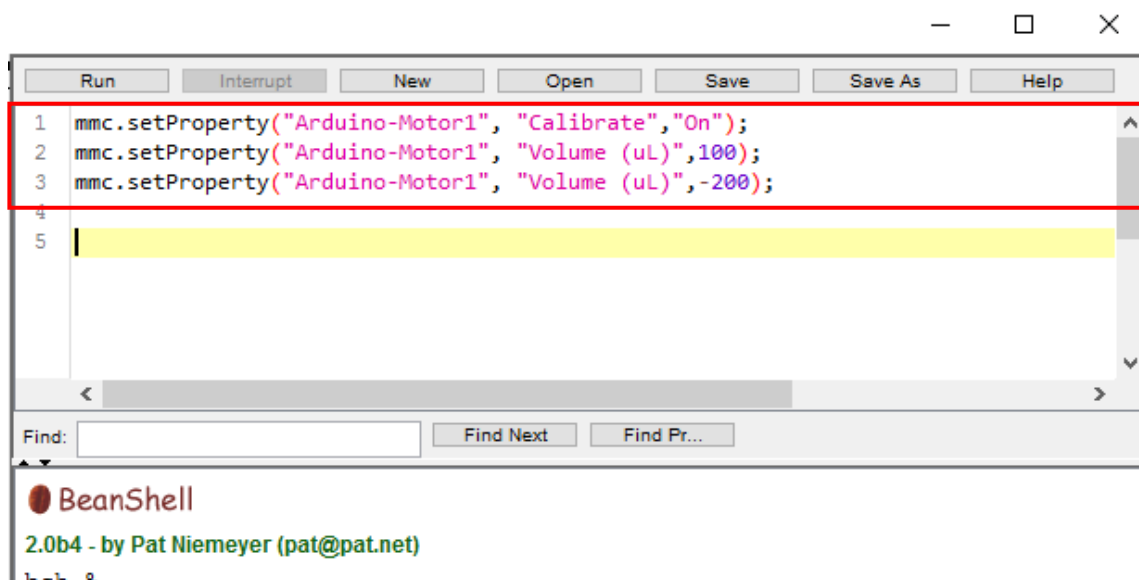 Run Interrupt New Open Save Save As Help
1 mmc.setProperty("Arduino-Motor1", "Calibrate","On");
2 mmc.setProperty("Arduino-Motor1", "Volume (uL)",100);
3 mmc.setProperty("Arduino-Motor1", "Volume (uL)",-200);
4
5
Find: Find Next Find Pr...
BeanShell
2.0b4 - by Pat Niemeyer (pat@pat.net)